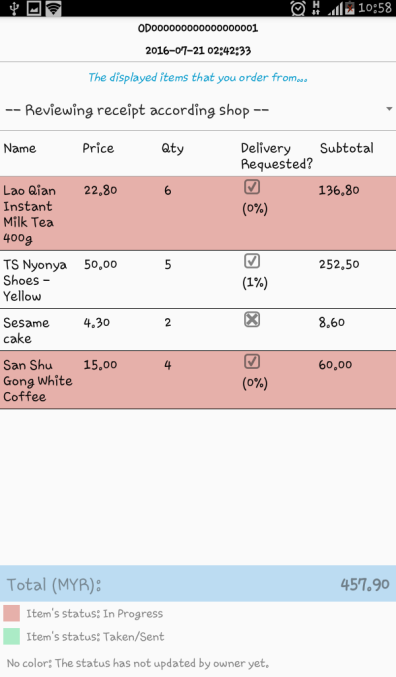 10:58
OD000000000000000001
2016-07-21 02:42:33
The displayed items that you order from...
-- Reviewing receipt according shop --
Name Price Qty Delivery Requested? Subtotal
Lao Qian Instant Milk Tea 400g 22.80 6 (0%) 136.80
TS Nyonya Shoes - Yellow 50.00 5 (1%) 252.50
Sesame cake 4.30 2 8.60
San Shu Gong White Coffee 15.00 4 (0%) 60.00
Total (MYR): 457.90
Item's status: In Progress
Item's status: Taken/Sent
No color: The status has not updated by owner yet.